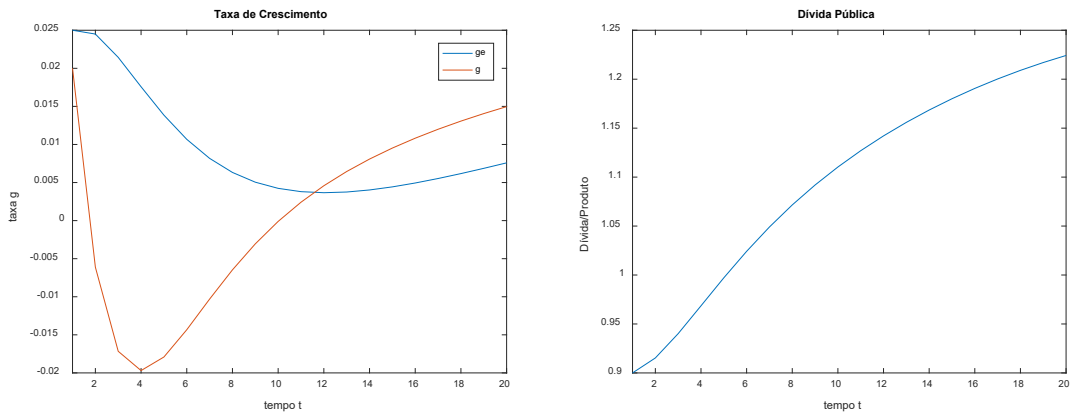 Taxa de Crescimento
0.025
0.02
0.015
0.01
0.005
0
-0.005
-0.01
-0.015
-0.02
taxa g
2 4 6 8 10 12 14 16 18 20
tempo t
ge
g
Dívida Pública
1.25
1.2
1.15
1.1
1.05
1
0.95
0.9
Dívida/Produto
2 4 6 8 10 12 14 16 18 20
tempo t